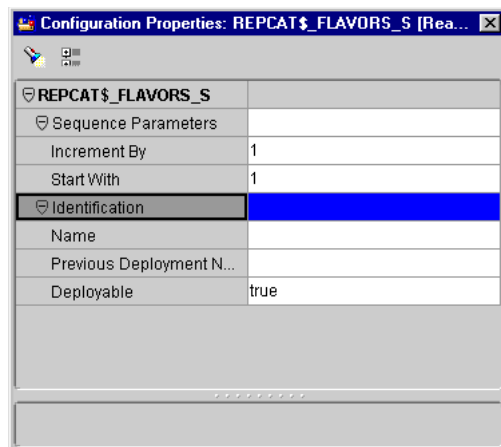 Configuration Properties: REPCAT$_FLAVORS_S [Rea...
REPCAT$_FLAVORS_S
Sequence Parameters
Increment By 1
Start With 1
Identification
Name
Previous Deployment N...
Deployable true